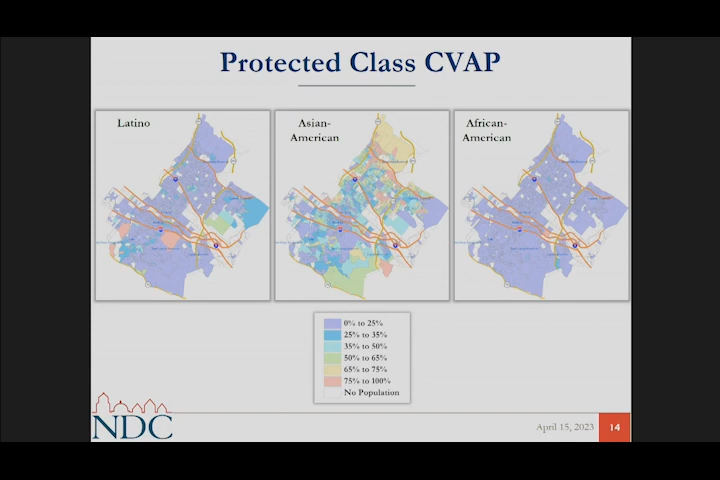 Protected Class CVAP
Latino
Asian-
American
African-
American
0% to 25%
25% to 35%
35% to 50%
50% to 65%
65% to 75%
75% to 100%
No Population
NDC
April 15, 2023
14